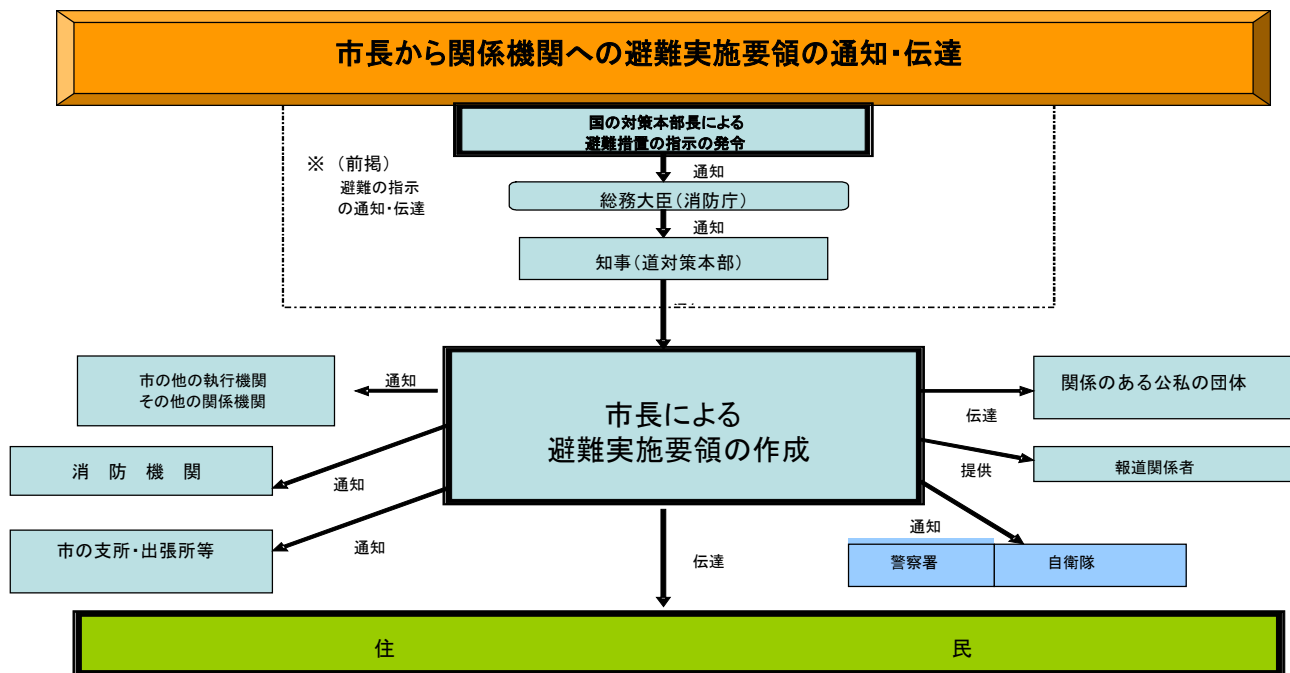 市長から関係機関への避難実施要領の通知・伝達
国の対策本部長による
避難措置の指示の発令
※ (前掲)
避難の指示
の通知・伝達
通知
総務大臣(消防庁)
通知
知事(道対策本部)
市の他の執行機関
その他の関係機関
通知
市長による
避難実施要領の作成
関係のある公私の団体
伝達
消 防 機 関
通知
提供
報道関係者
市の支所・出張所等
通知
伝達
通知
警察署
自衛隊
住 民